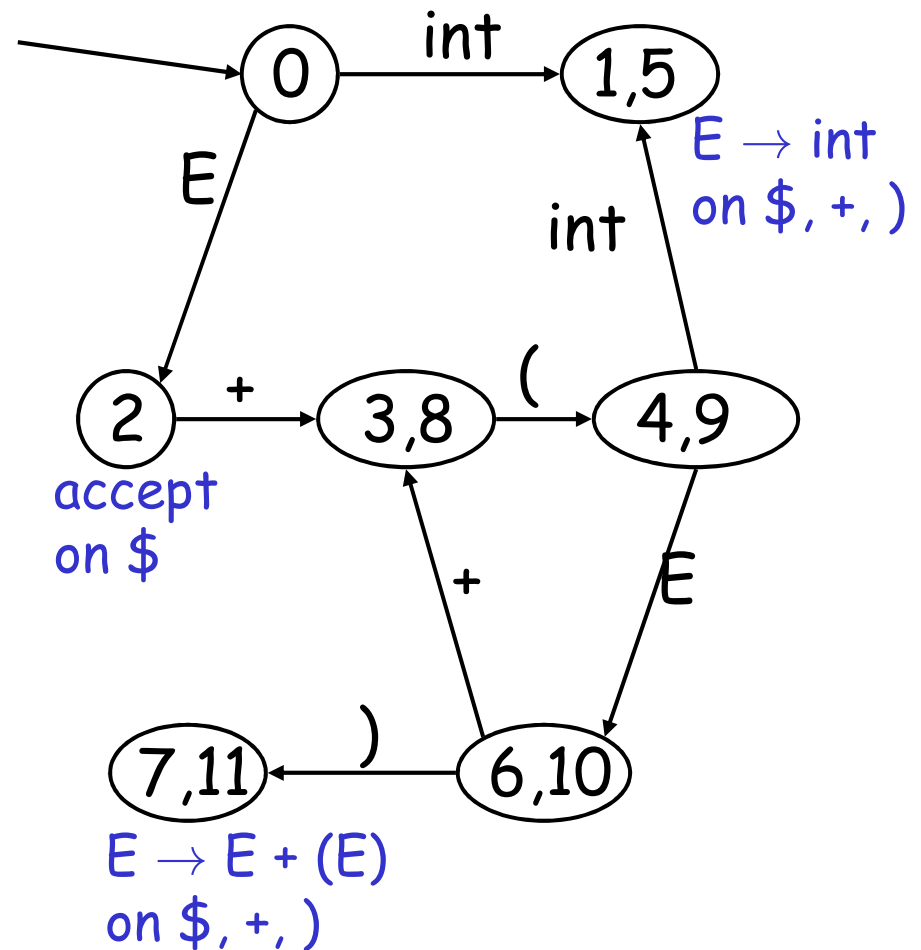 int
0
1,5
E → int
on $, +, )
E
int
2
+
3,8
(
4,9
accept
on $
+
E
)
7,11
6,10
E → E + (E)
on $, +, )